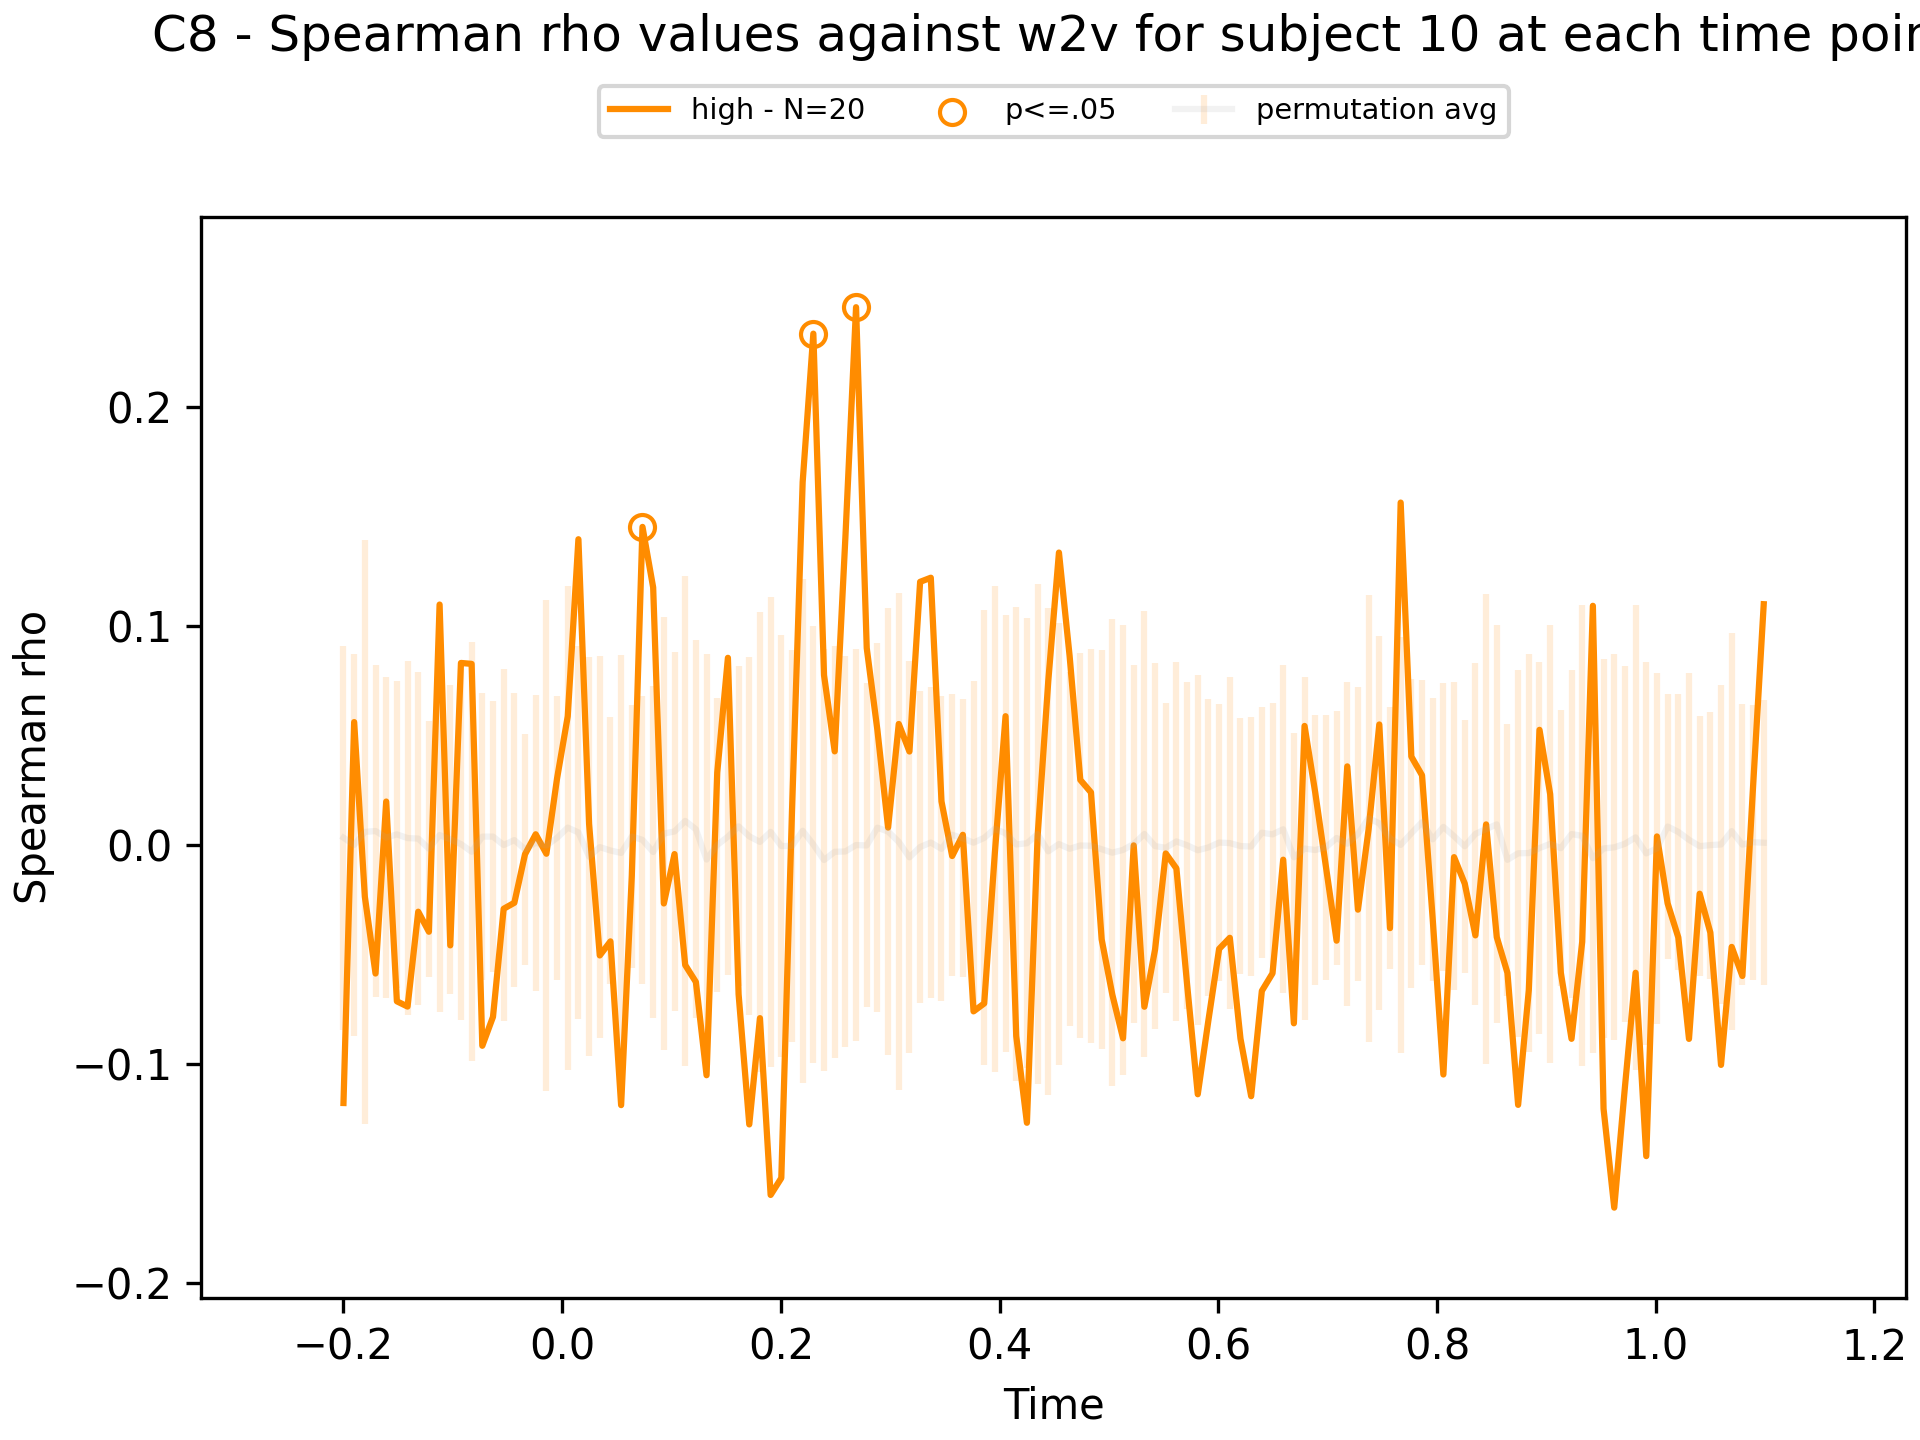 C8 - Spearman rho values against w2v for subject 10 at each time poin
high - N=20 p<=.05 permutation avg
Spearman rho
0.2
0.1
0.0
−0.1
−0.2
−0.2 0.0 0.2 0.4 0.6 0.8 1.0 1.2
Time